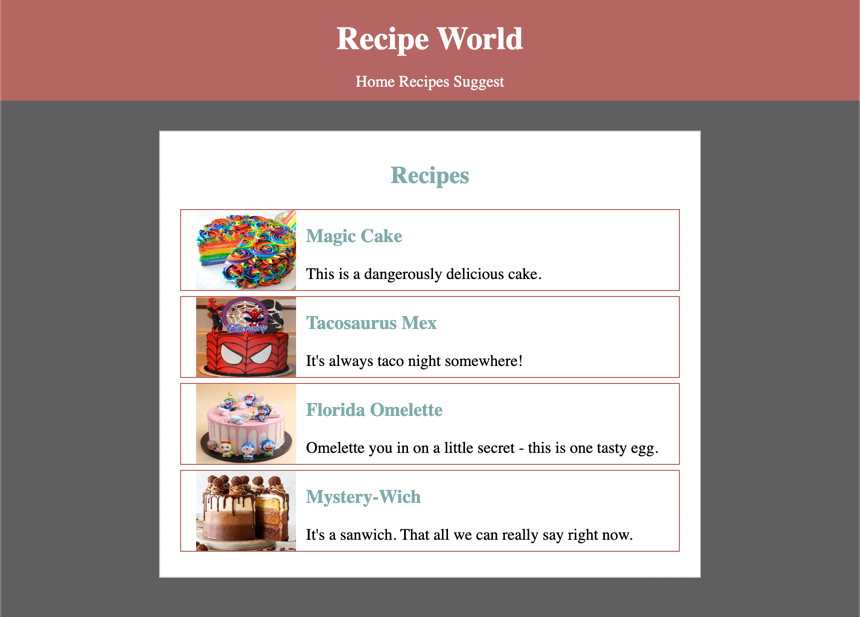 Recipe World
Home Recipes Suggest
Recipes
Magic Cake
This is a dangerously delicious cake.
Tacosaurus Mex
It's always taco night somewhere!
Florida Omelette
Omelette you in on a little secret - this is one tasty egg.
Mystery-Wich
It's a sanwich. That all we can really say right now.